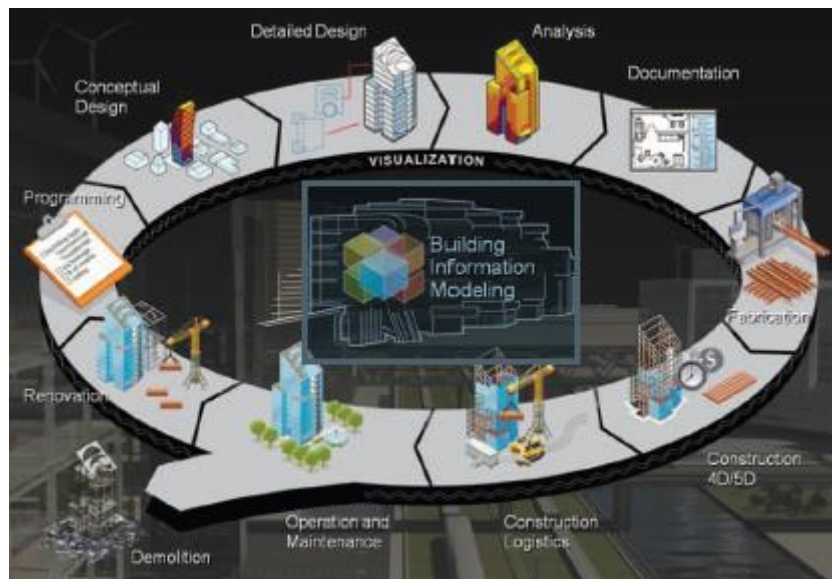 Detailed Design
Analysis
Conceptual
Design
Documentation
VISUALIZATION
Programming
Building
Information
Modeling
Fabrication
Renovation
Construction
4D/5D
Operation and
Maintenance
Construction
Logistics
Demolition